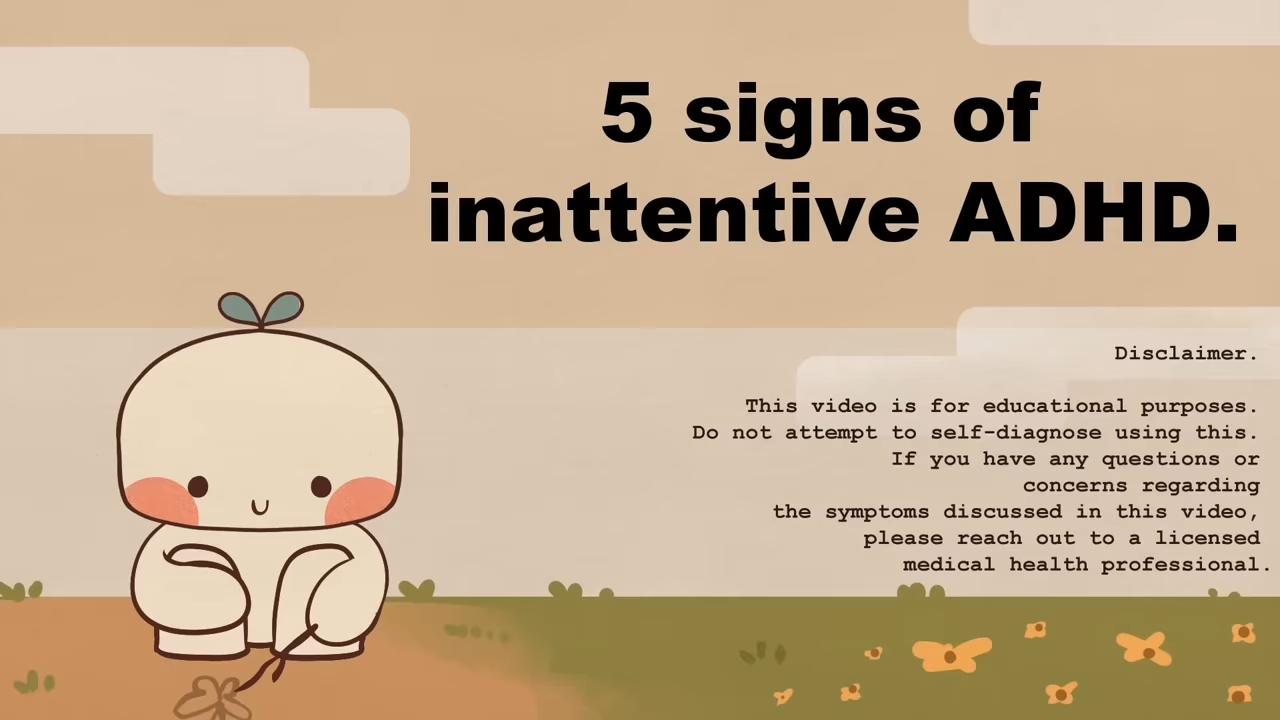 5 signs of
inattentive ADHD.
Disclaimer.
This video is for educational purposes.
Do not attempt to self-diagnose using this.
If you have any questions or
concerns regarding
the symptoms discussed in this video,
please reach out to a licensed
medical health professional.